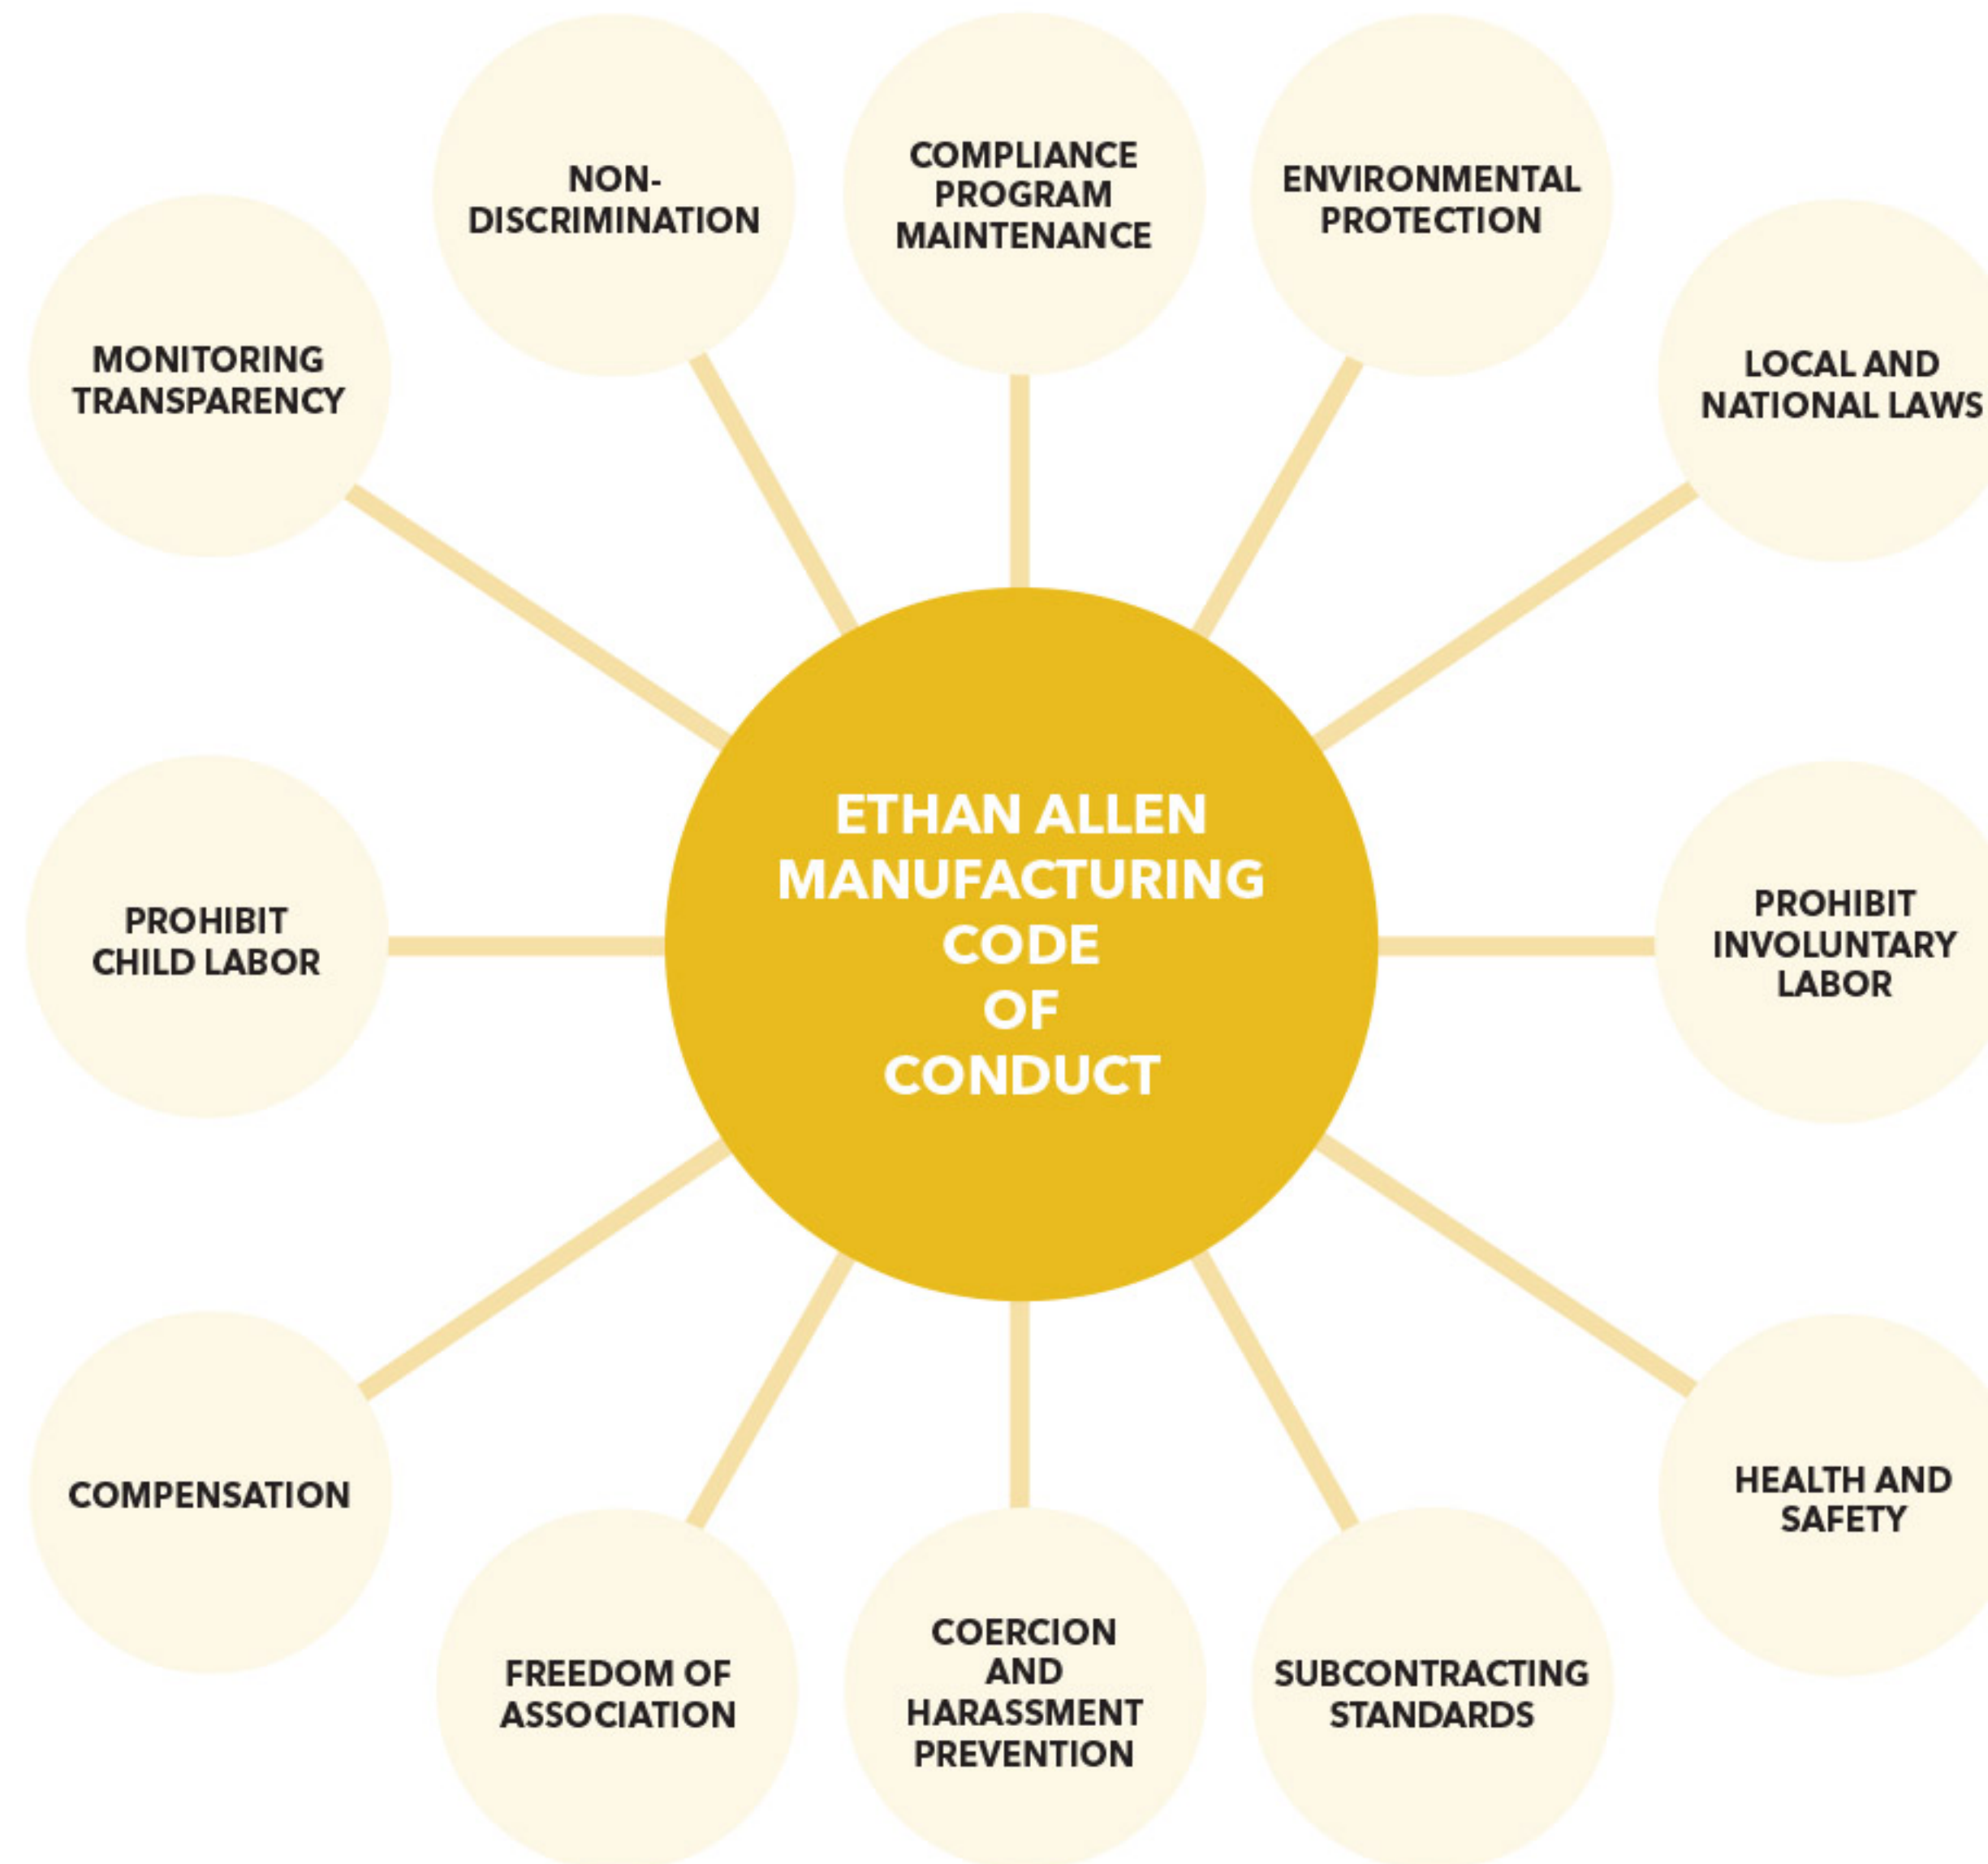 COMPLIANCE
PROGRAM
MAINTENANCE
NON-
DISCRIMINATION
ENVIRONMENTAL
PROTECTION
MONITORING
TRANSPARENCY
LOCAL AND
NATIONAL LAWS
ETHAN ALLEN
MANUFACTURING
CODE
OF
CONDUCT
PROHIBIT
CHILD LABOR
PROHIBIT
INVOLUNTARY
LABOR
COMPENSATION
HEALTH AND
SAFETY
FREEDOM OF
ASSOCIATION
COERCION
AND
HARASSMENT
PREVENTION
SUBCONTRACTING
STANDARDS